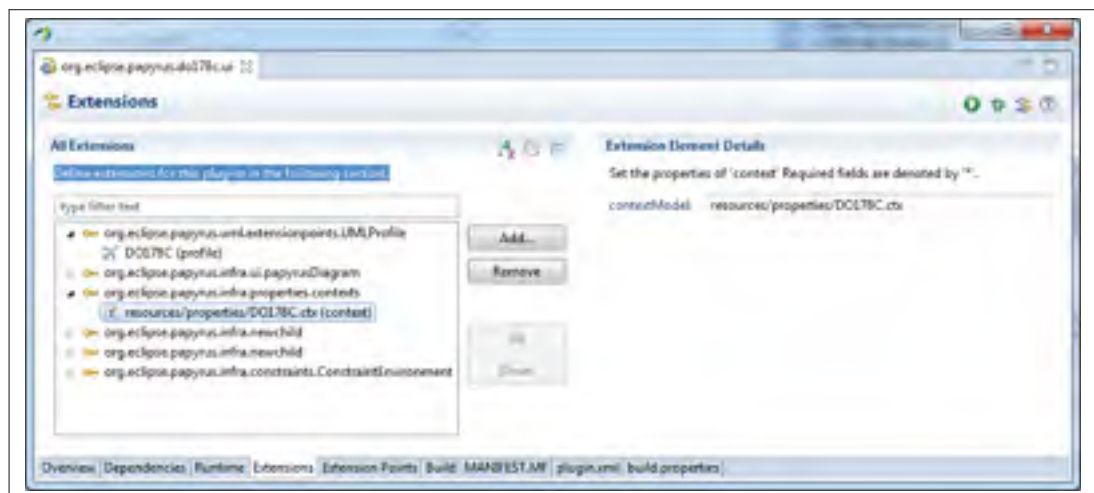 org.eclipse.papyrus.do178c.ui
Extensions
All Extensions
Define extensions for this plug-in in the following section.
type filter text
org.eclipse.papyrus.uml.extensionpoints.UMLProfile
DO178C (profile)
org.eclipse.papyrus.infra.ui.papyrusDiagram
org.eclipse.papyrus.infra.properties.contexts
resources/properties/DO178C.ctx (context)
org.eclipse.papyrus.infra.newchild
org.eclipse.papyrus.infra.newchild
org.eclipse.papyrus.infra.constraints.ConstraintEnvironement
Add...
Remove
Up
Down
Extension Element Details
Set the properties of 'context' Required fields are denoted by '*'.
contextModel: resources/properties/DO178C.ctx
Overview Dependencies Runtime Extensions Extension Points Build MANIFEST.MF plugin.xml build.properties